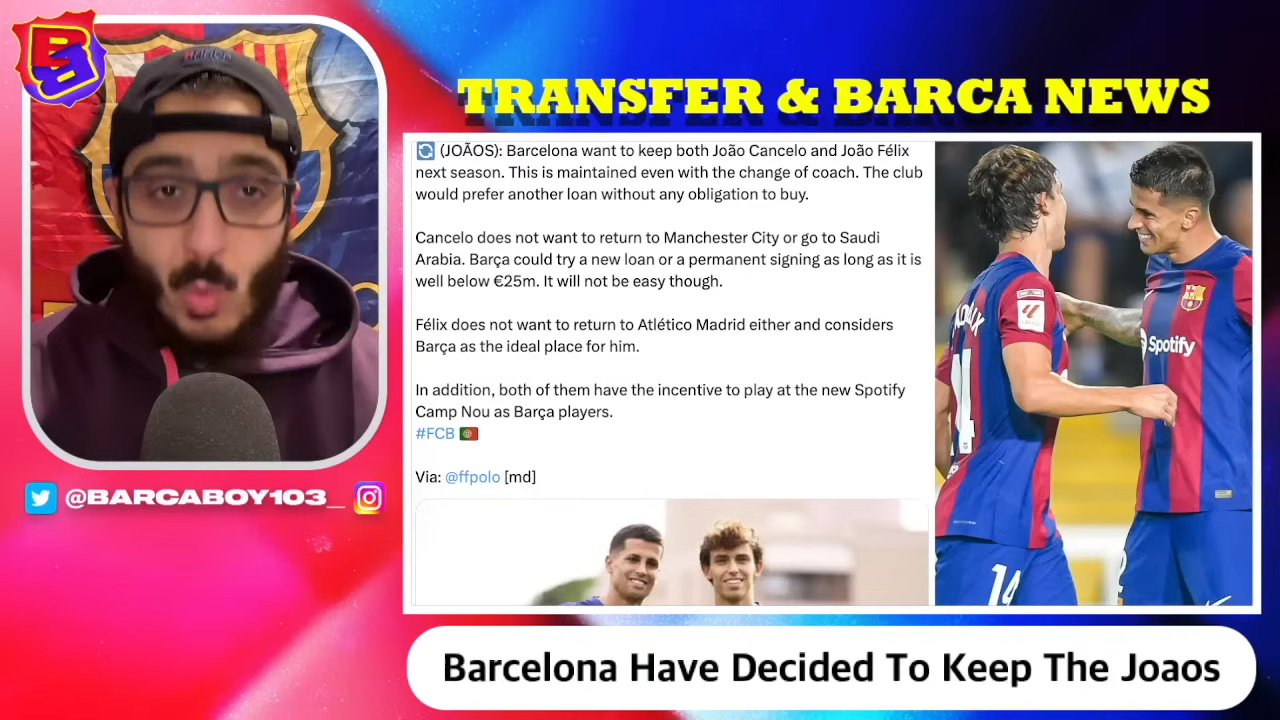 TRANSFER & BARCA NEWS
(JOÃOS): Barcelona want to keep both João Cancelo and João Félix
next season. This is maintained even with the change of coach. The club
would prefer another loan without any obligation to buy.
Cancelo does not want to return to Manchester City or go to Saudi
Arabia. Barça could try a new loan or a permanent signing as long as it is
well below €25m. It will not be easy though.
Félix does not want to return to Atlético Madrid either and considers
Barça as the ideal place for him.
In addition, both of them have the incentive to play at the new Spotify
Camp Nou as Barça players.
#FCB
Via: @ffpolo [md]
Spotify
14
@BARCABOY103_
Barcelona Have Decided To Keep The Joaos